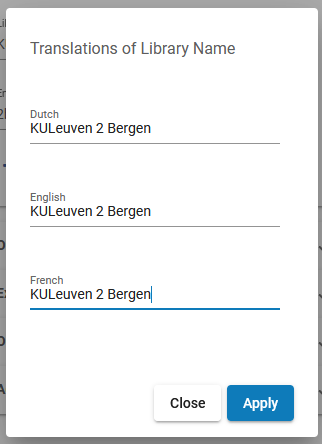 Translations of Library Name
Dutch
KULeuven 2 Bergen
English
KULeuven 2 Bergen
French
KULeuven 2 Bergen
Close
Apply